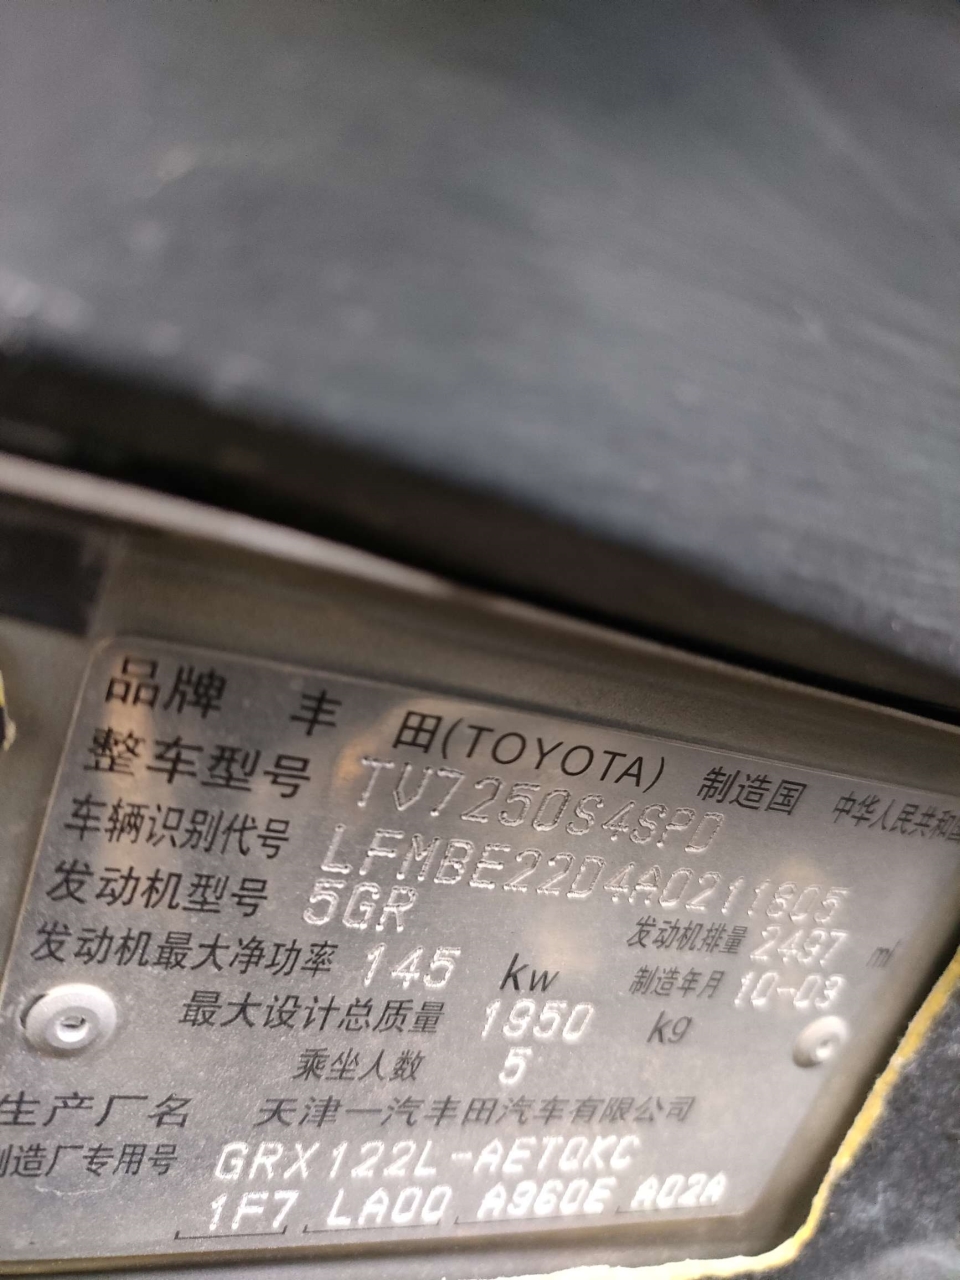 品牌 丰 田(TOYOTA) 制造国 中华人民共和国
整车型号 TV7250S4SPD
车辆识别代号 LFMBE22D4A0211805
发动机型号 5GR 发动机排量 2497 ml
发动机最大净功率 145 kw 制造年月 10-03
最大设计总质量 1950 kg
乘坐人数 5
生产厂名 天津一汽丰田汽车有限公司
制造厂专用号 GRX122L-AETQKC
1F7 LA00 A960E A02A